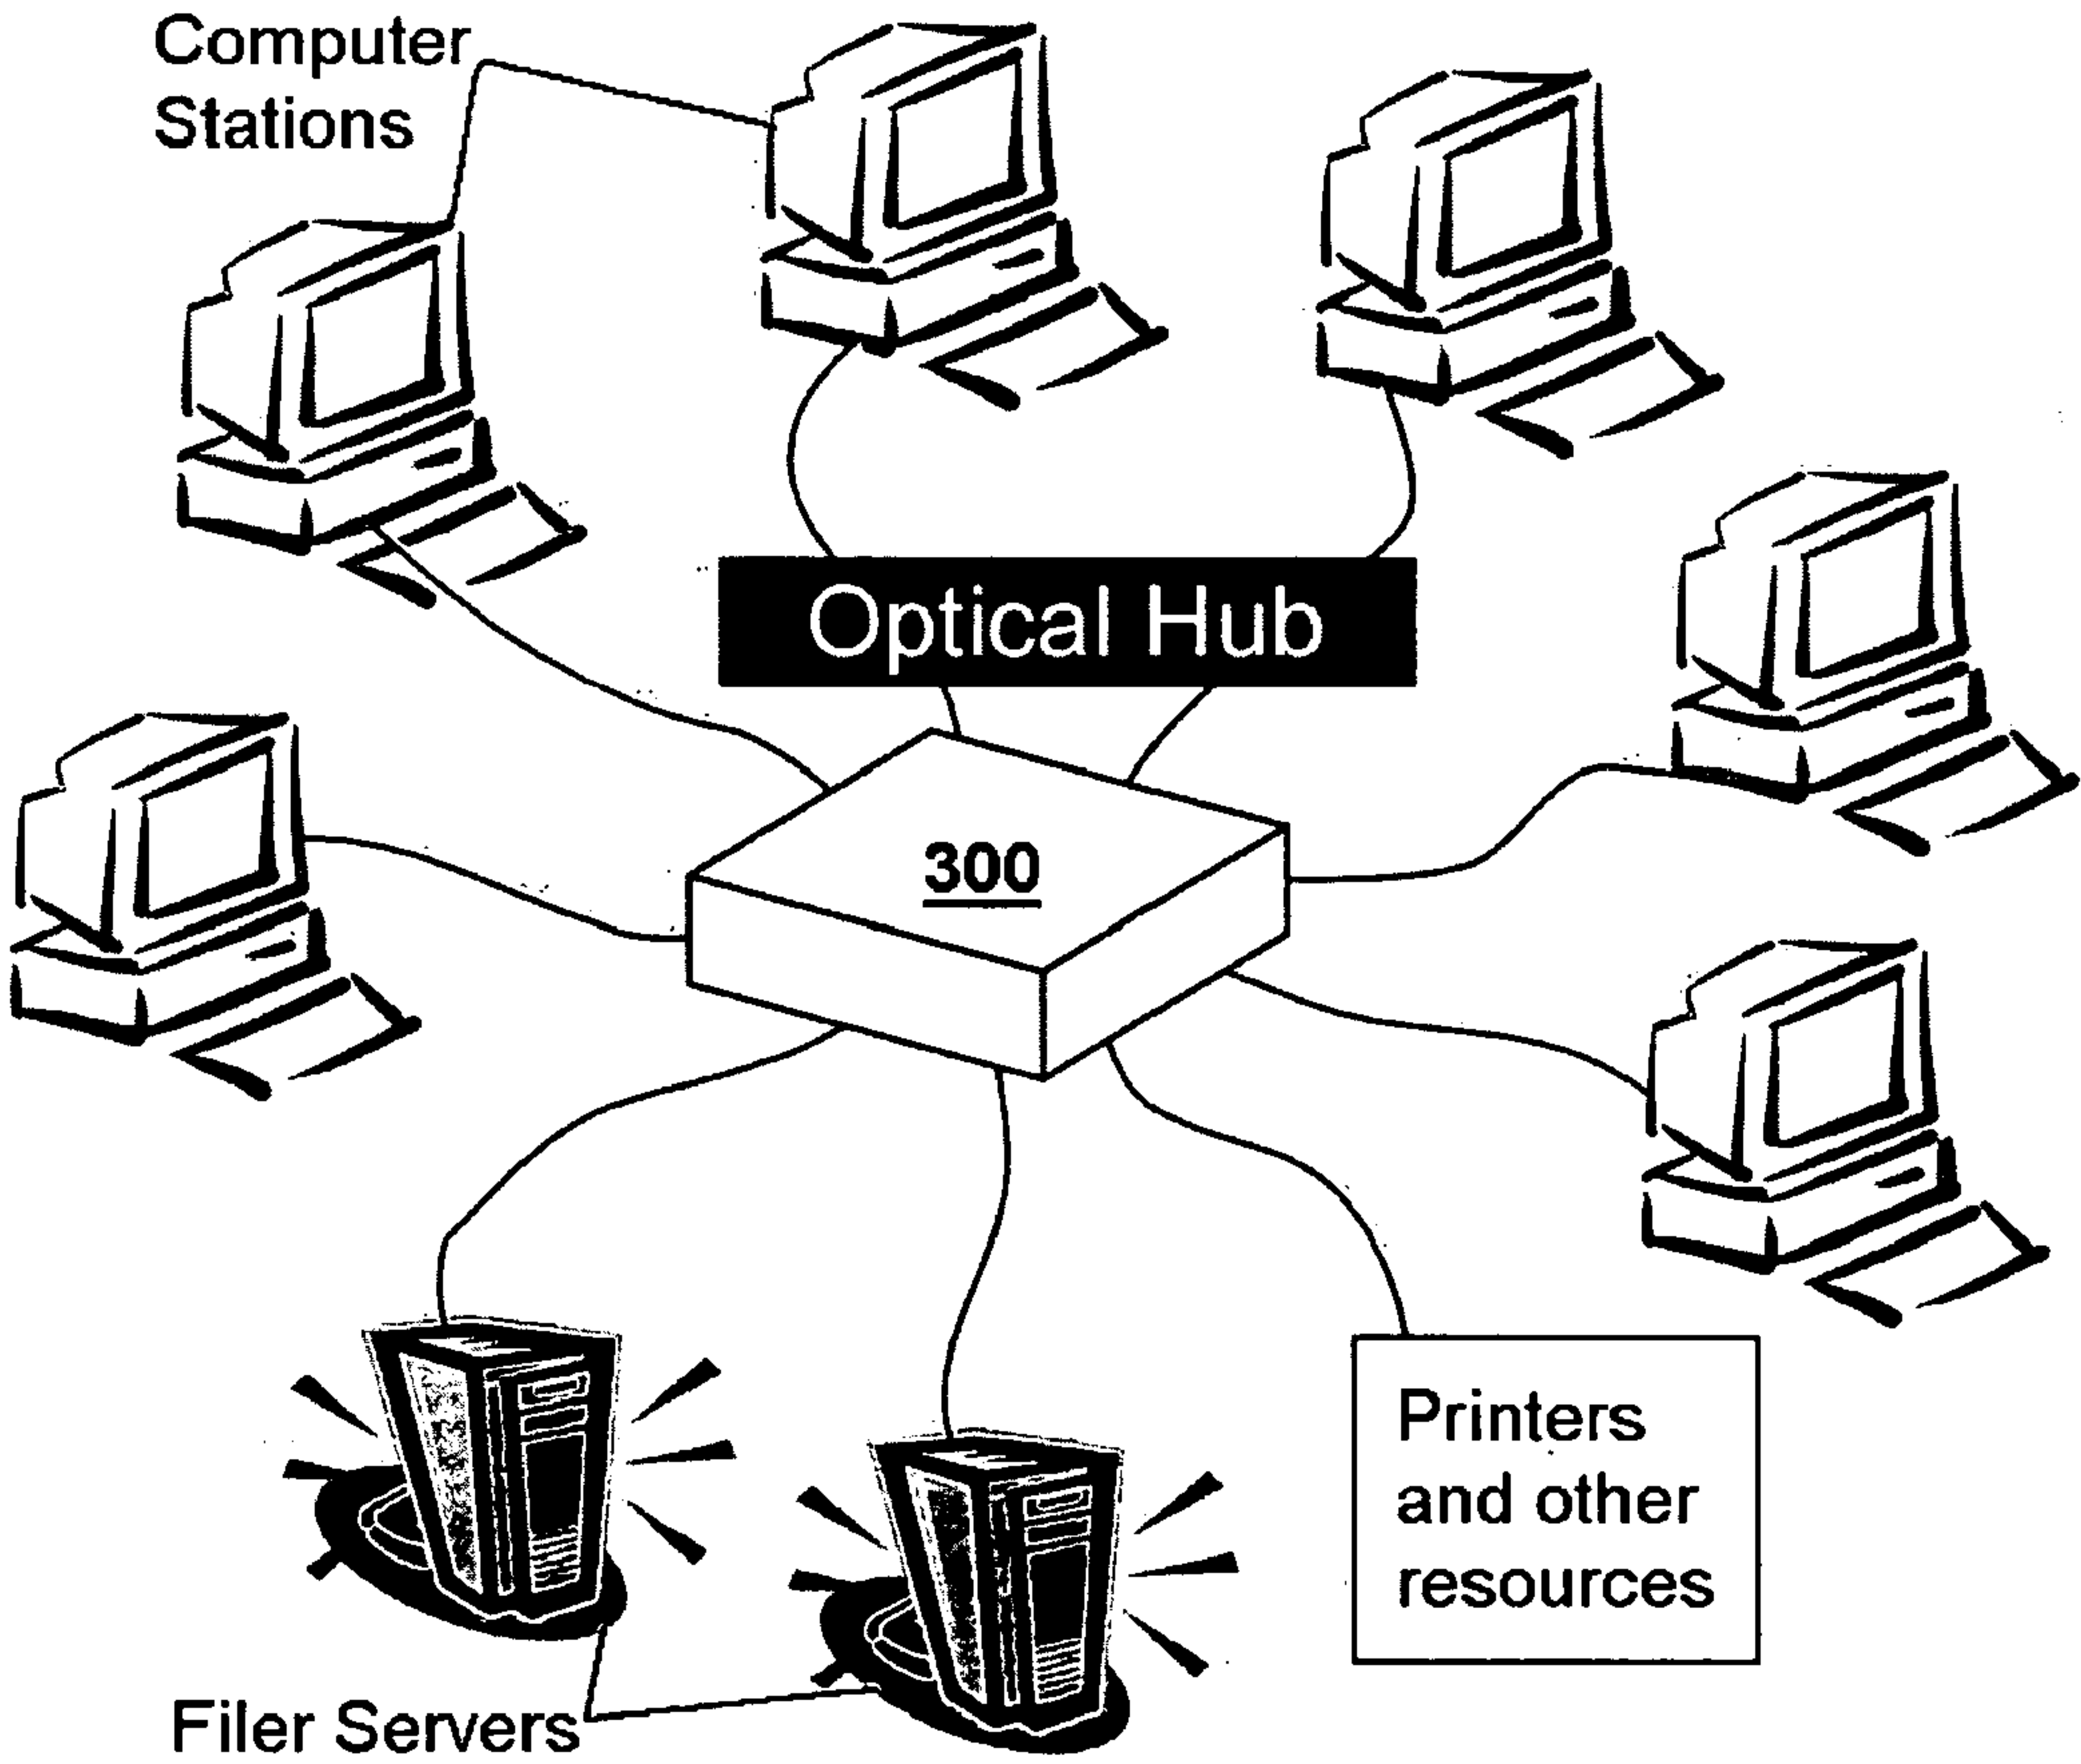 Computer
Stations
Optical Hub
300
Printers
and other
resources
Filer Servers